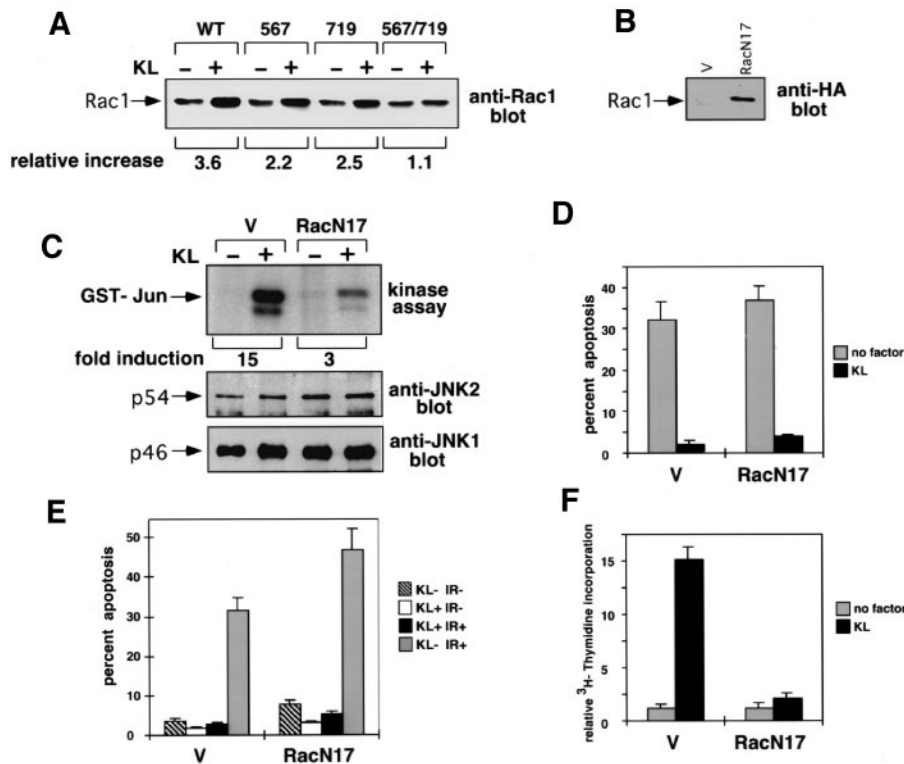 A
WT 567 719 567/719
KL – + – + – + – +
Rac1 anti-Rac1 blot
relative increase 3.6 2.2 2.5 1.1
B
V RacN17
Rac1 anti-HA blot
C
V RacN17
KL – + – +
GST- Jun kinase assay
fold induction 15 3
p54 anti-JNK2 blot
p46 anti-JNK1 blot
D
percent apoptosis
40
30
20
10
0
V RacN17
no factor
KL
E
percent apoptosis
50
40
30
20
10
0
V RacN17
KL- IR-
KL+ IR-
KL+ IR+
KL- IR+
F
relative ³H- Thymidine incorporation
15
10
5
0
V RacN17
no factor
KL